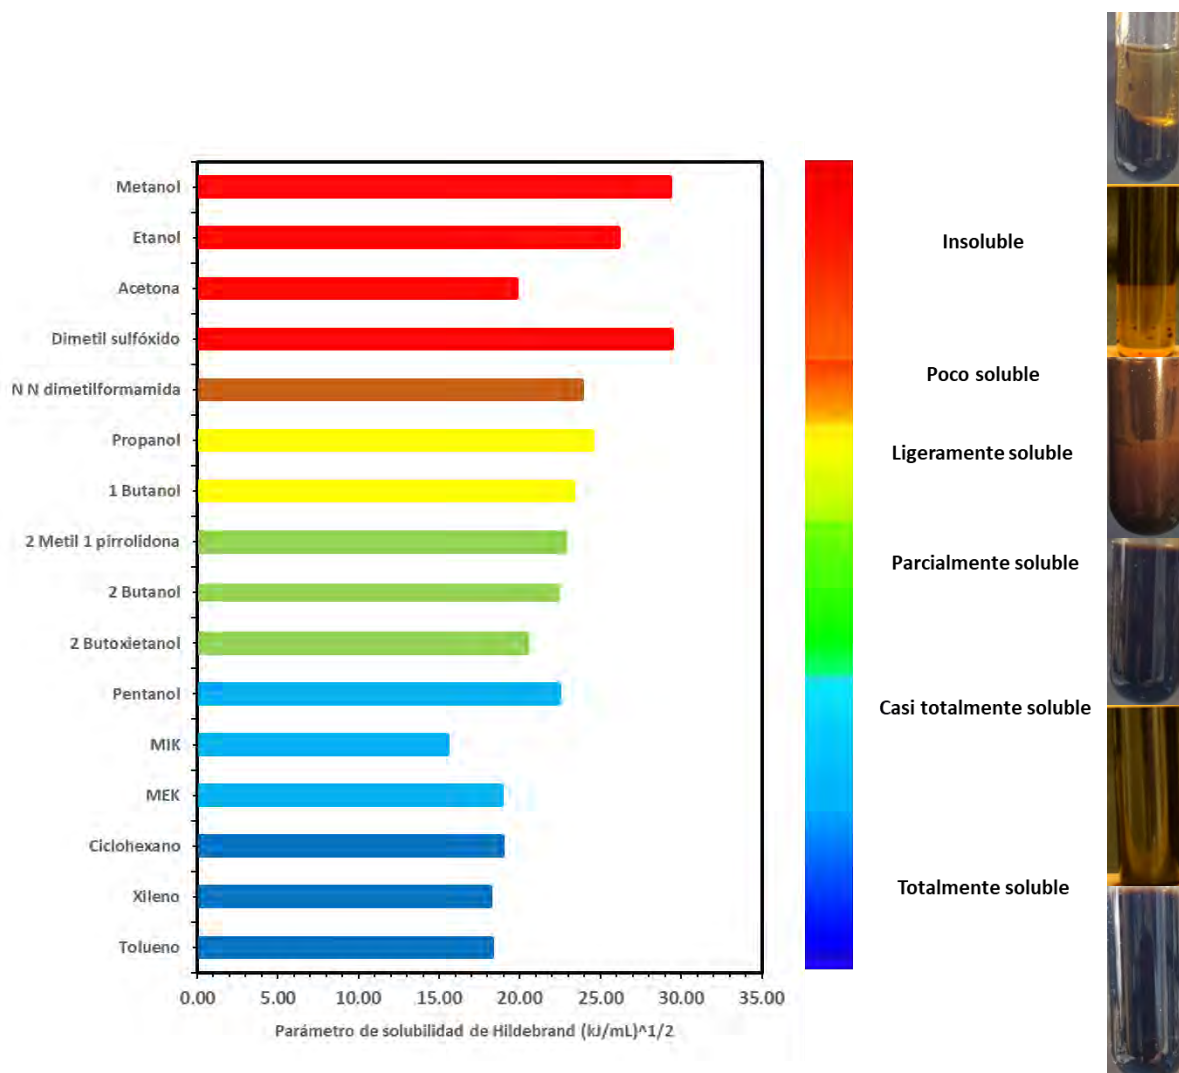 Metanol
Etanol
Acetona
Dimetil sulfóxido
N N dimetilformamida
Propanol
1 Butanol
2 Metil 1 pirrolidona
2 Butanol
2 Butoxietanol
Pentanol
MIK
MEK
Ciclohexano
Xileno
Tolueno
0.00 5.00 10.00 15.00 20.00 25.00 30.00 35.00
Parámetro de solubilidad de Hildebrand (kJ/mL)^1/2
Insoluble
Poco soluble
Ligeramente soluble
Parcialmente soluble
Casi totalmente soluble
Totalmente soluble